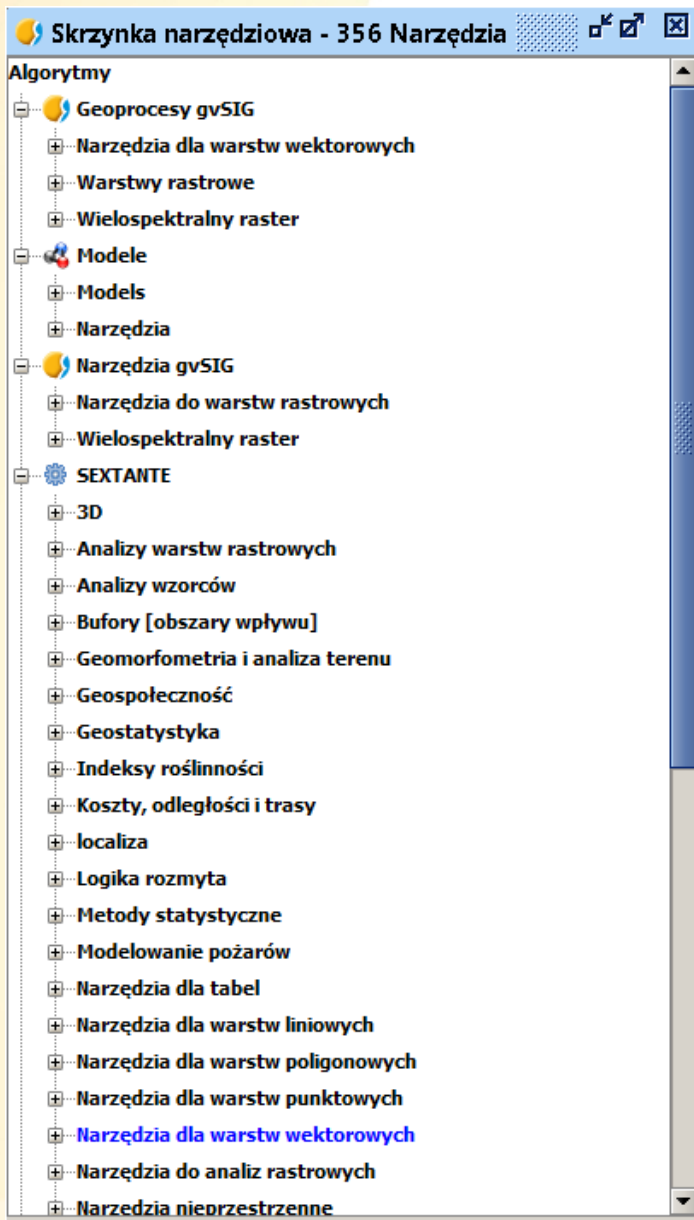 Skrzynka narzędziowa - 356 Narzędzia
Algorytmy
Geoprocesy gvSIG
Narzędzia dla warstw wektorowych
Warstwy rastrowe
Wielospektralny raster
Modele
Models
Narzędzia
Narzędzia gvSIG
Narzędzia do warstw rastrowych
Wielospektralny raster
SEXTANTE
3D
Analizy warstw rastrowych
Analizy wzorców
Bufory [obszary wpływu]
Geomorfometria i analiza terenu
Geospołeczność
Geostatystyka
Indeksy roślinności
Koszty, odległości i trasy
localiza
Logika rozmyta
Metody statystyczne
Modelowanie pożarów
Narzędzia dla tabel
Narzędzia dla warstw liniowych
Narzędzia dla warstw poligonowych
Narzędzia dla warstw punktowych
Narzędzia dla warstw wektorowych
Narzędzia do analiz rastrowych
Narzędzia nieprzestrzenne